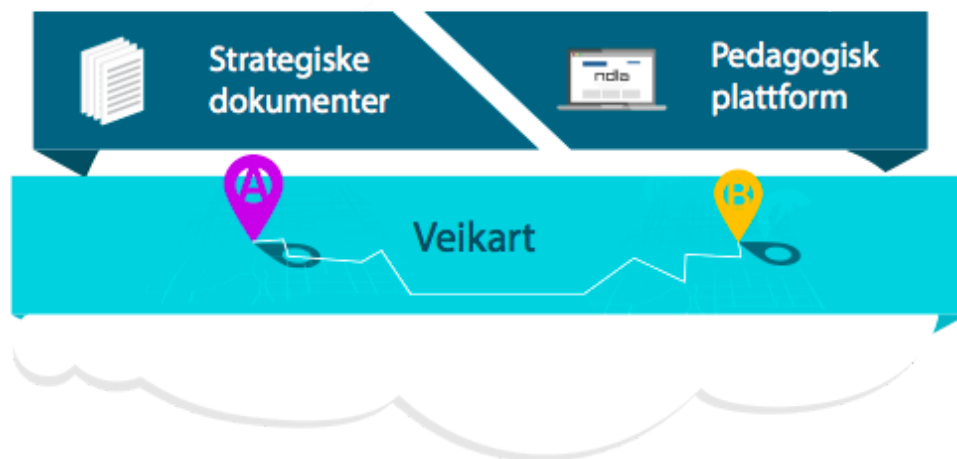 Strategiske
dokumenter
ndla
Pedagogisk
plattform
A
B
Veikart